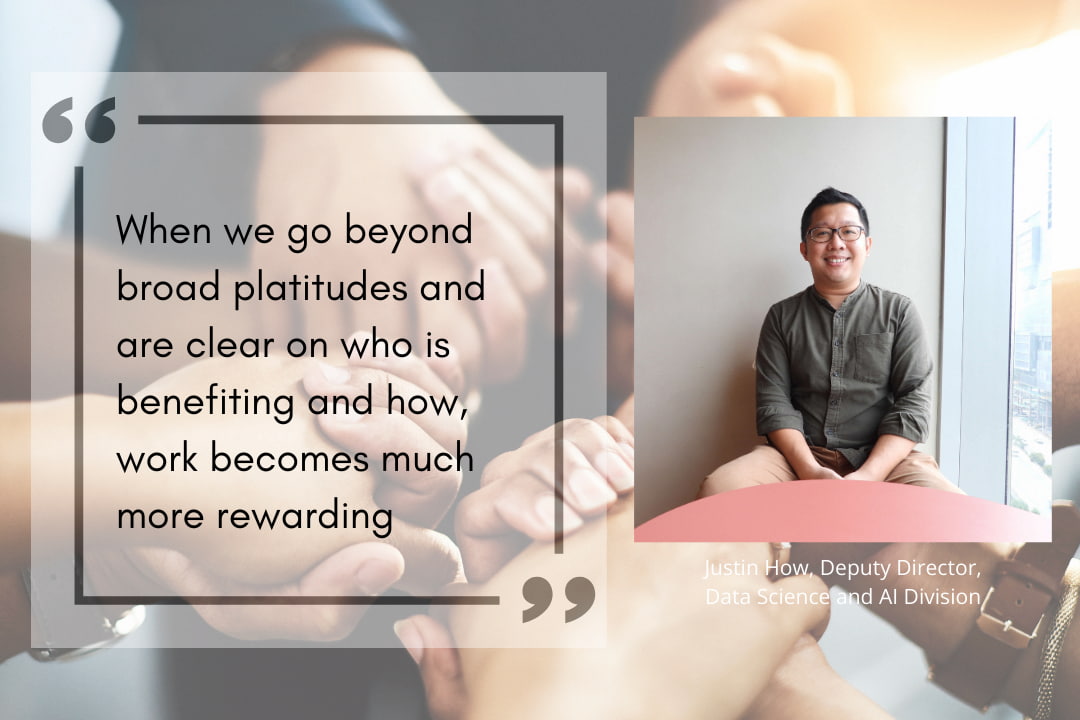 “
When we go beyond
broad platitudes and
are clear on who is
benefiting and how,
work becomes much
more rewarding
”
Justin How, Deputy Director,
Data Science and AI Division